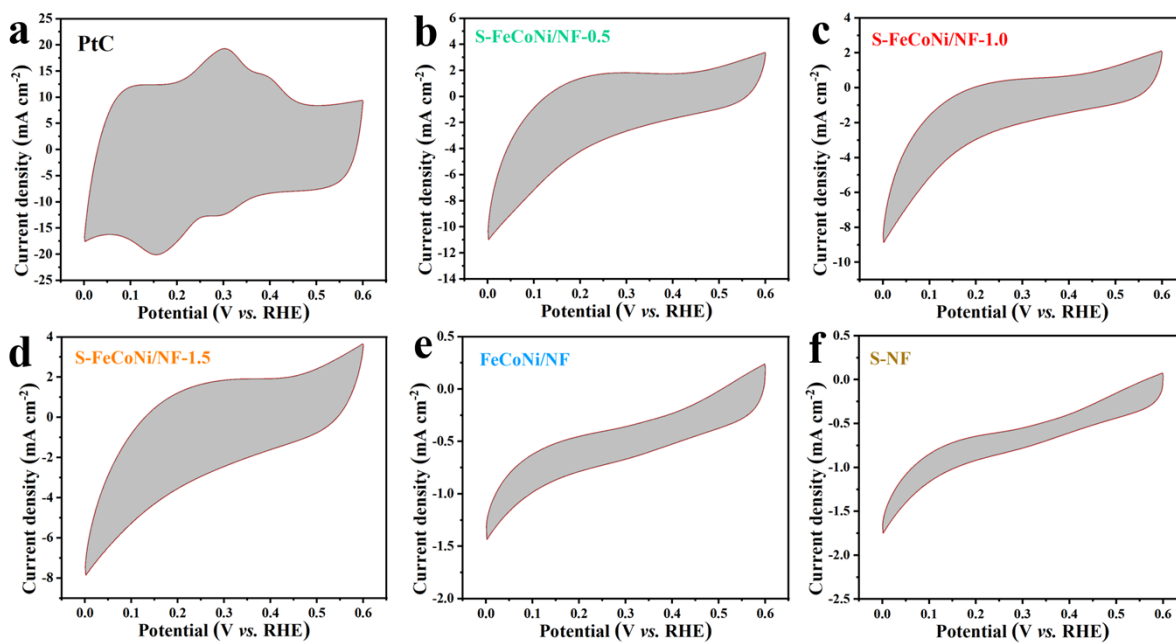 a
PtC
Current density (mA cm⁻²)
25
20
15
10
5
0
-5
-10
-15
-20
-25
0.0 0.1 0.2 0.3 0.4 0.5 0.6
Potential (V vs. RHE)
b
S-FeCoNi/NF-0.5
Current density (mA cm⁻²)
6
4
2
0
-2
-4
-6
-8
-10
-12
-14
0.0 0.1 0.2 0.3 0.4 0.5 0.6
Potential (V vs. RHE)
c
S-FeCoNi/NF-1.0
Current density (mA cm⁻²)
4
2
0
-2
-4
-6
-8
-10
0.0 0.1 0.2 0.3 0.4 0.5 0.6
Potential (V vs. RHE)
d
S-FeCoNi/NF-1.5
Current density (mA cm⁻²)
4
2
0
-2
-4
-6
-8
0.0 0.1 0.2 0.3 0.4 0.5 0.6
Potential (V vs. RHE)
e
FeCoNi/NF
Current density (mA cm⁻²)
0.5
0.0
-0.5
-1.0
-1.5
-2.0
0.0 0.1 0.2 0.3 0.4 0.5 0.6
Potential (V vs. RHE)
f
S-NF
Current density (mA cm⁻²)
0.5
0.0
-0.5
-1.0
-1.5
-2.0
-2.5
0.0 0.1 0.2 0.3 0.4 0.5 0.6
Potential (V vs. RHE)